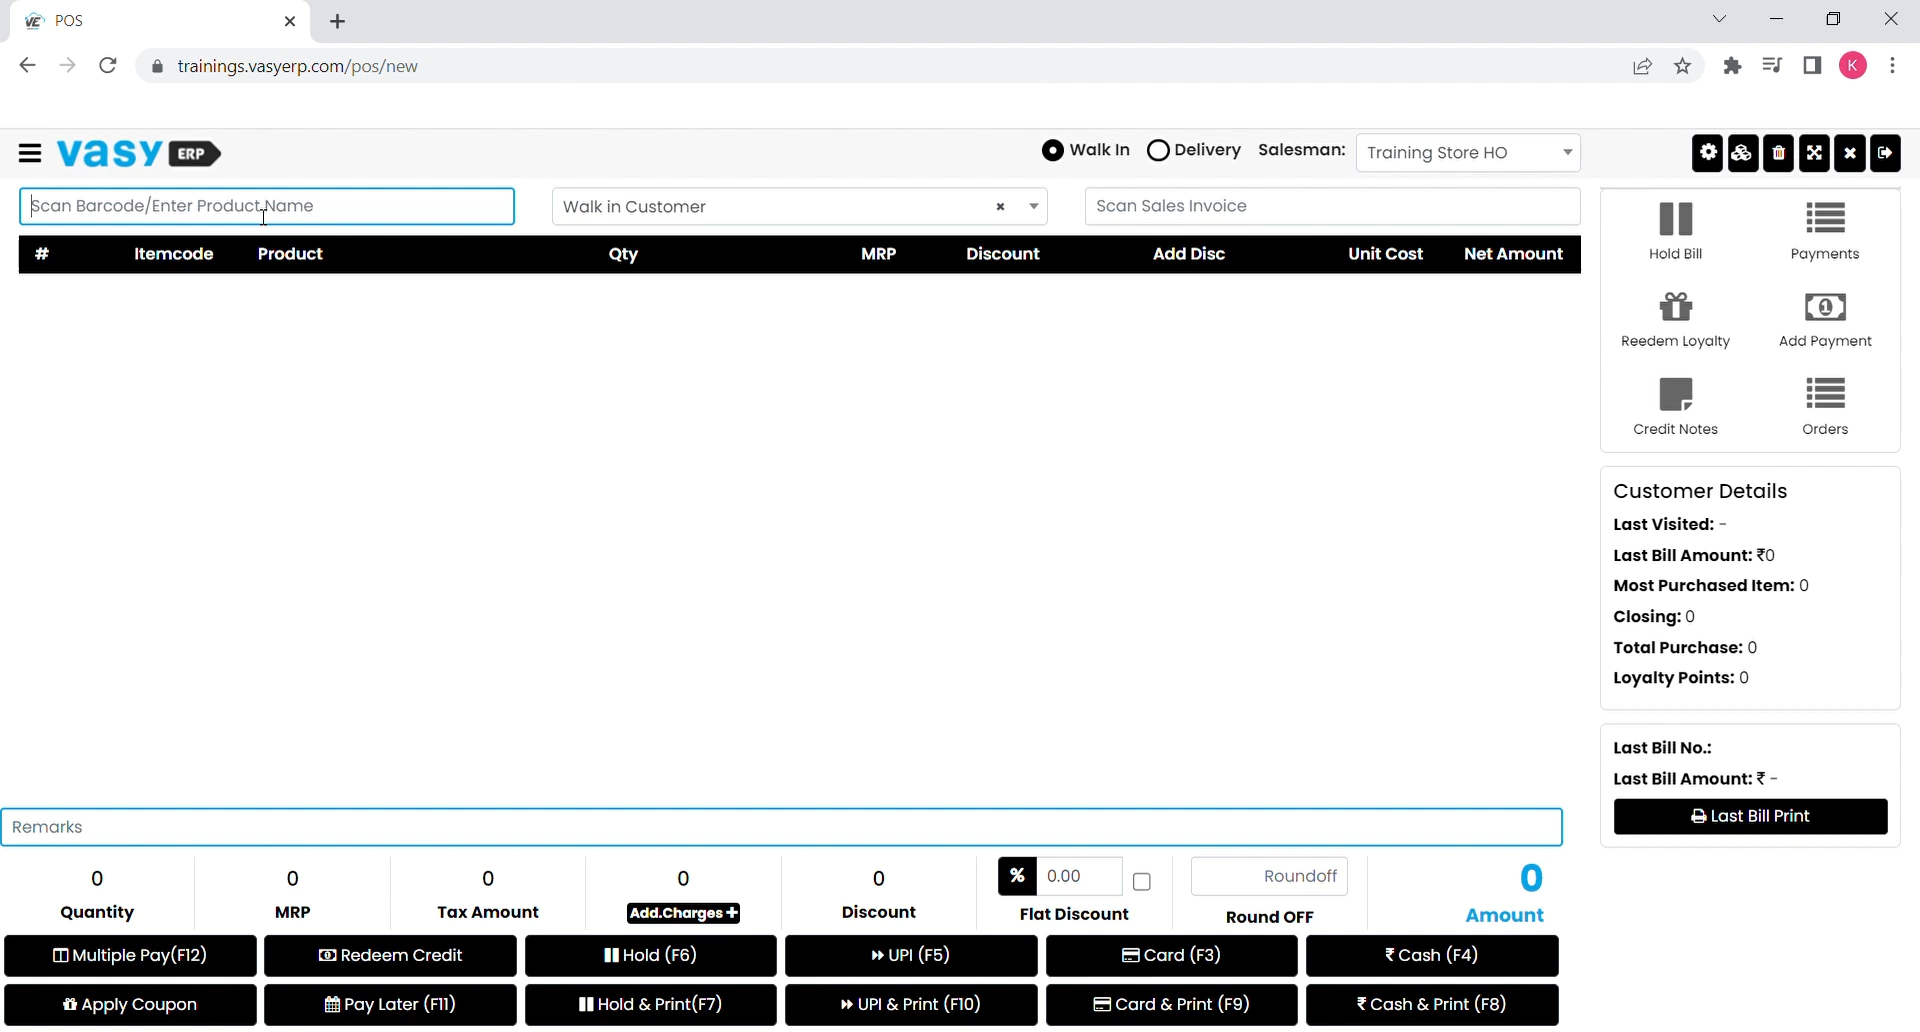 POS
trainings.vasyerp.com/pos/new
K
vasy ERP
Walk In Delivery Salesman: Training Store HO
Scan Barcode/Enter Product Name
Walk in Customer
Scan Sales Invoice
# Itemcode Product Qty MRP Discount Add Disc Unit Cost Net Amount
Hold Bill Payments
Reedem Loyalty Add Payment
Credit Notes Orders
Customer Details
Last Visited: -
Last Bill Amount: ₹0
Most Purchased Item: 0
Closing: 0
Total Purchase: 0
Loyalty Points: 0
Last Bill No.:
Last Bill Amount: ₹ -
Last Bill Print
Remarks
0 0 0 0 0 % 0.00 Roundoff 0
Quantity MRP Tax Amount Add.Charges + Discount Flat Discount Round OFF Amount
Multiple Pay(F12) Redeem Credit Hold (F6) UPI (F5) Card (F3) ₹ Cash (F4)
Apply Coupon Pay Later (F11) Hold & Print(F7) UPI & Print (F10) Card & Print (F9) ₹ Cash & Print (F8)